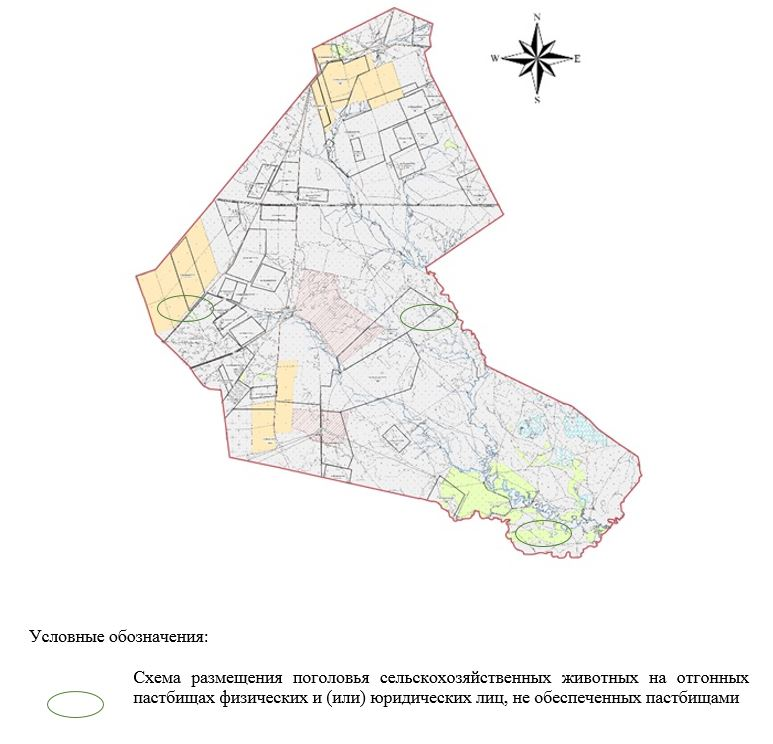 N
W E
S
Условные обозначения:
Схема размещения поголовья сельскохозяйственных животных на отгонных
пастбищах физических и (или) юридических лиц, не обеспеченных пастбищами